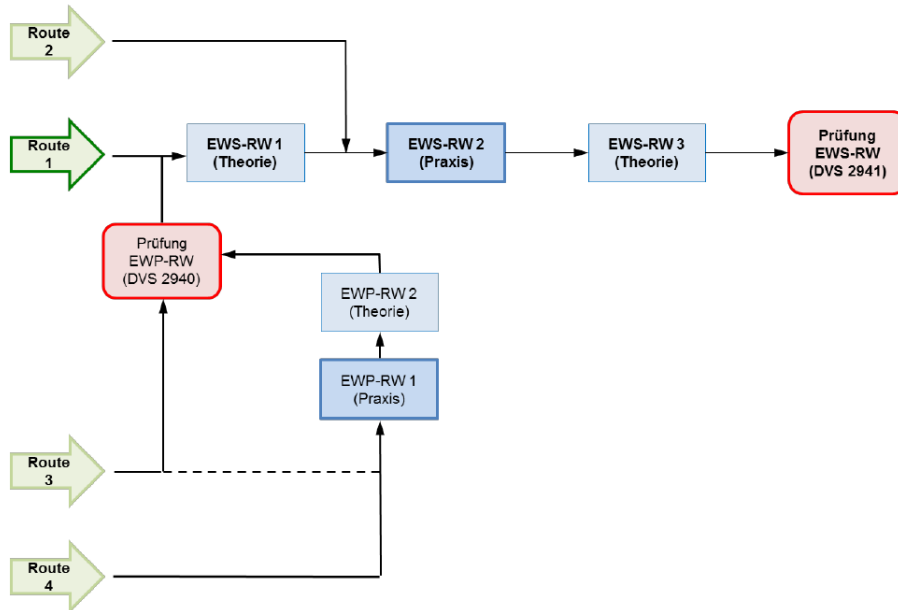 Route
2
Route
1
EWS-RW 1
(Theorie)
EWS-RW 2
(Praxis)
EWS-RW 3
(Theorie)
Prüfung
EWS-RW
(DVS 2941)
Prüfung
EWP-RW
(DVS 2940)
EWP-RW 2
(Theorie)
EWP-RW 1
(Praxis)
Route
3
Route
4